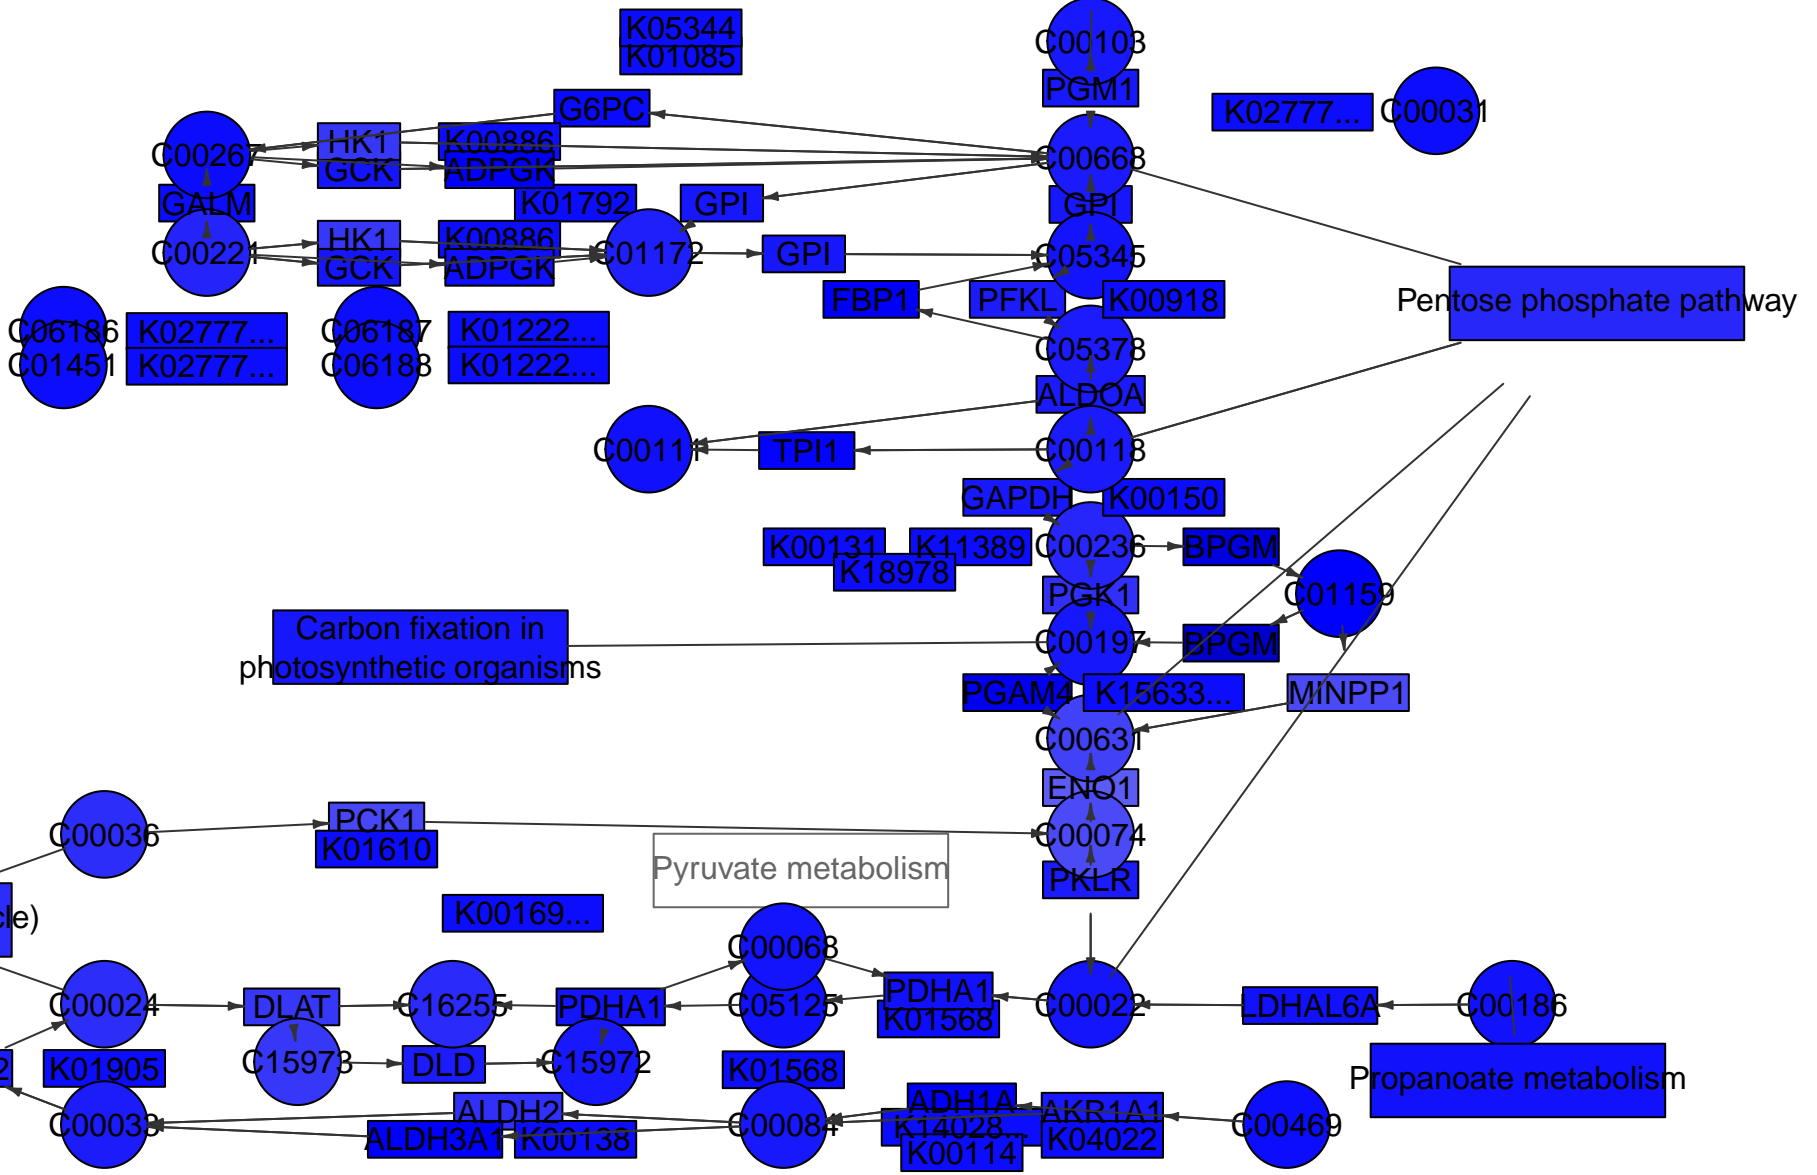 K05344
K01085
C00103
PGM1
K02777...
C00031
G6PC
C00267
HK1
K00886
GCK
ADPGK
C00668
GALM
K01792
GPI
GPI
C00221
HK1
K00886
GCK
ADPGK
C01172
GPI
C05345
FBP1
PFKL
K00918
Pentose phosphate pathway
C06186
K02777...
C06187
K01222...
C01451
K02777...
C06188
K01222...
C05378
ALDOA
C00111
TPI1
C00118
GAPDH
K00150
K00131
K11389
K18978
C00236
BPGM
PGK1
C01159
Carbon fixation in
photosynthetic organisms
C00197
BPGM
PGAM4
K15633...
MINPP1
C00631
ENO1
C00036
PCK1
K01610
C00074
Pyruvate metabolism
PKLR
cle)
K00169...
C00068
C00024
DLAT
C16255
PDHA1
C05125
PDHA1
K01568
C00022
LDHAL6A
C00186
2
K01905
C15973
DLD
C15972
K01568
Propanoate metabolism
C00033
ALDH2
ALDH3A1
K00138
C00084
ADH1A
K14028...
K00114
AKR1A1
K04022
C00469